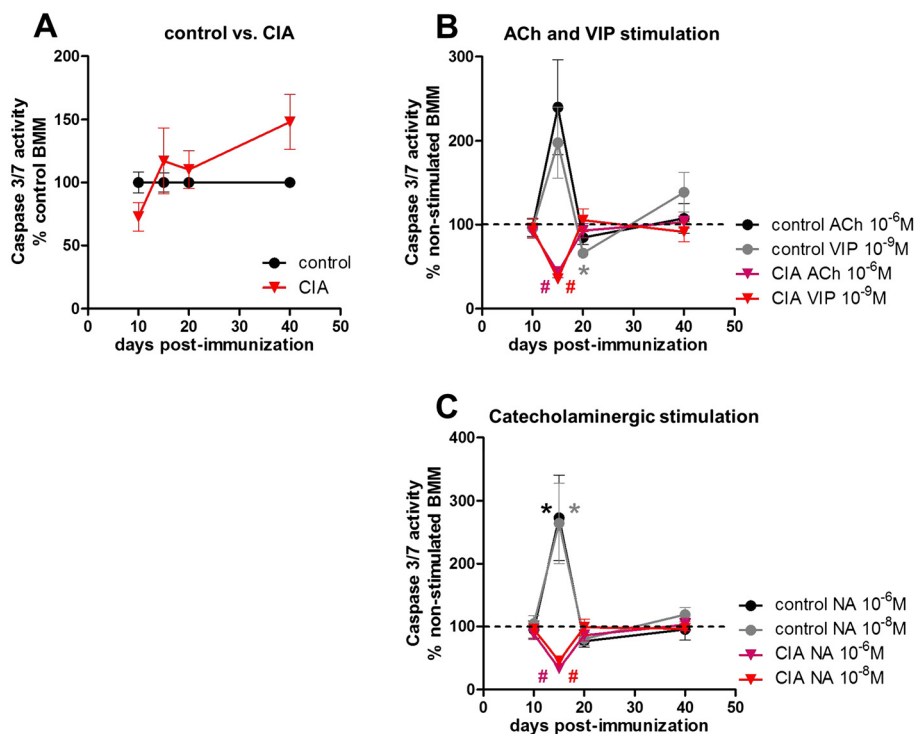 A
control vs. CIA
Caspase 3/7 activity
% control BMM
200
150
100
50
0
0 10 20 30 40 50
days post-immunization
control
CIA
B
ACh and VIP stimulation
Caspase 3/7 activity
% non-stimulated BMM
300
200
100
0
# # *
0 10 20 30 40 50
days post-immunization
control ACh 10⁻⁶M
control VIP 10⁻⁹M
CIA ACh 10⁻⁶M
CIA VIP 10⁻⁹M
C
Catecholaminergic stimulation
Caspase 3/7 activity
% non-stimulated BMM
400
300
200
100
0
* *
# #
0 10 20 30 40 50
days post-immunization
control NA 10⁻⁶M
control NA 10⁻⁸M
CIA NA 10⁻⁶M
CIA NA 10⁻⁸M